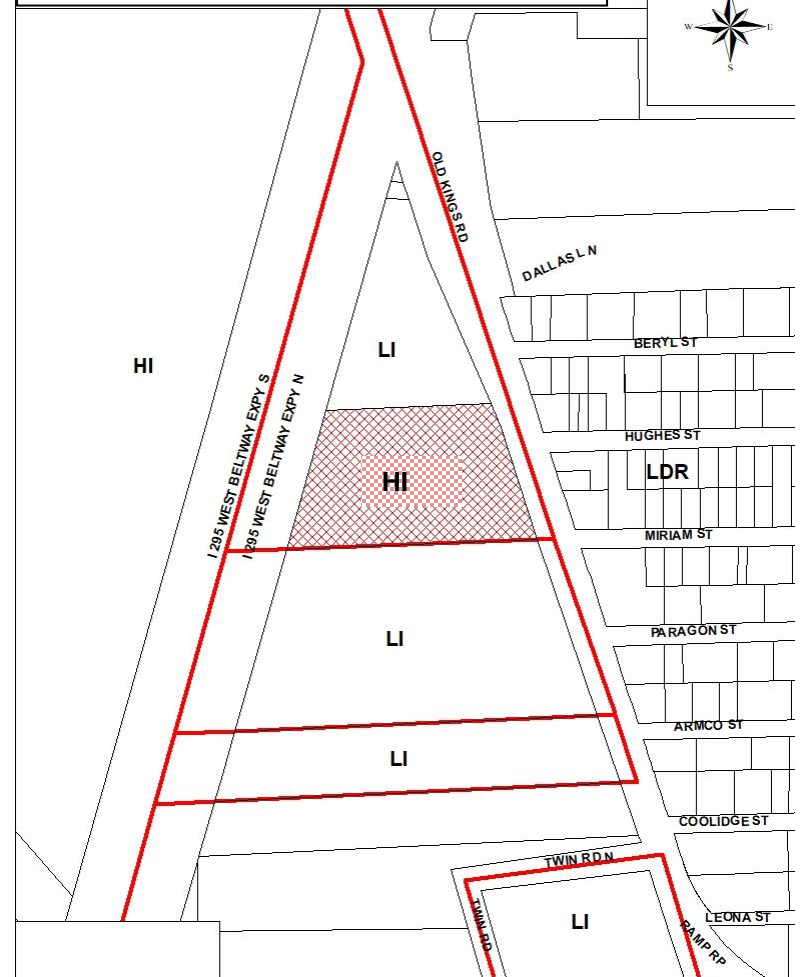 W
E
S
OLD KINGS RD
DALLAS LN
LI
BERYL ST
HI
I 295 WEST BELTWAY EXPY S
I 295 WEST BELTWAY EXPY N
HUGHES ST
LDR
HI
MIRIAM ST
LI
PARAGON ST
ARMCO ST
LI
COOLIDGE ST
TWIN RD N
TWIN RD
LI
LEONA ST
RAMP RP